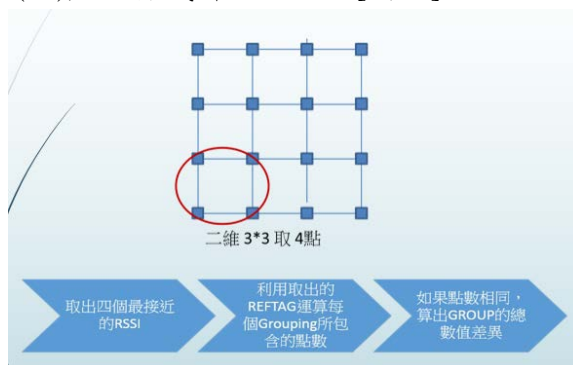 二維 3*3 取 4點
取出四個最接近
的RSSI
利用取出的
REFTAG運算每
個Grouping所包
含的點數
如果點數相同，
算出GROUP的總
數值差異